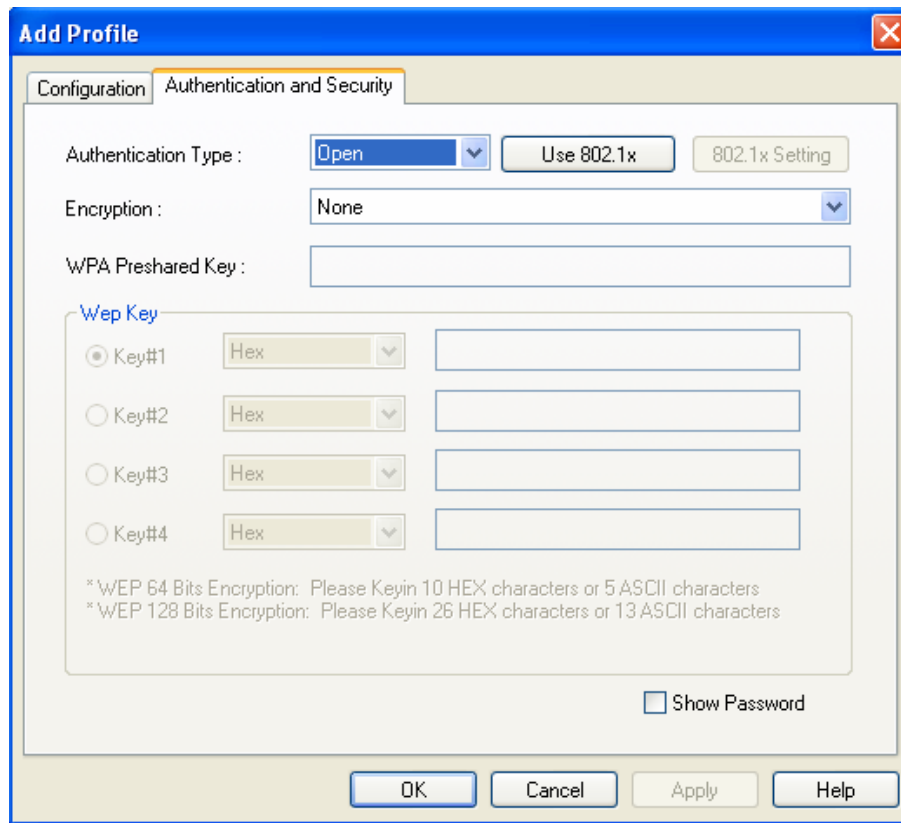 Add Profile
Configuration
Authentication and Security
Authentication Type :
Open
Use 802.1x
802.1x Setting
Encryption :
None
WPA Preshared Key :
Wep Key
Key#1
Hex
Key#2
Hex
Key#3
Hex
Key#4
Hex
* WEP 64 Bits Encryption: Please Keyin 10 HEX characters or 5 ASCII characters
* WEP 128 Bits Encryption: Please Keyin 26 HEX characters or 13 ASCII characters
Show Password
OK
Cancel
Apply
Help